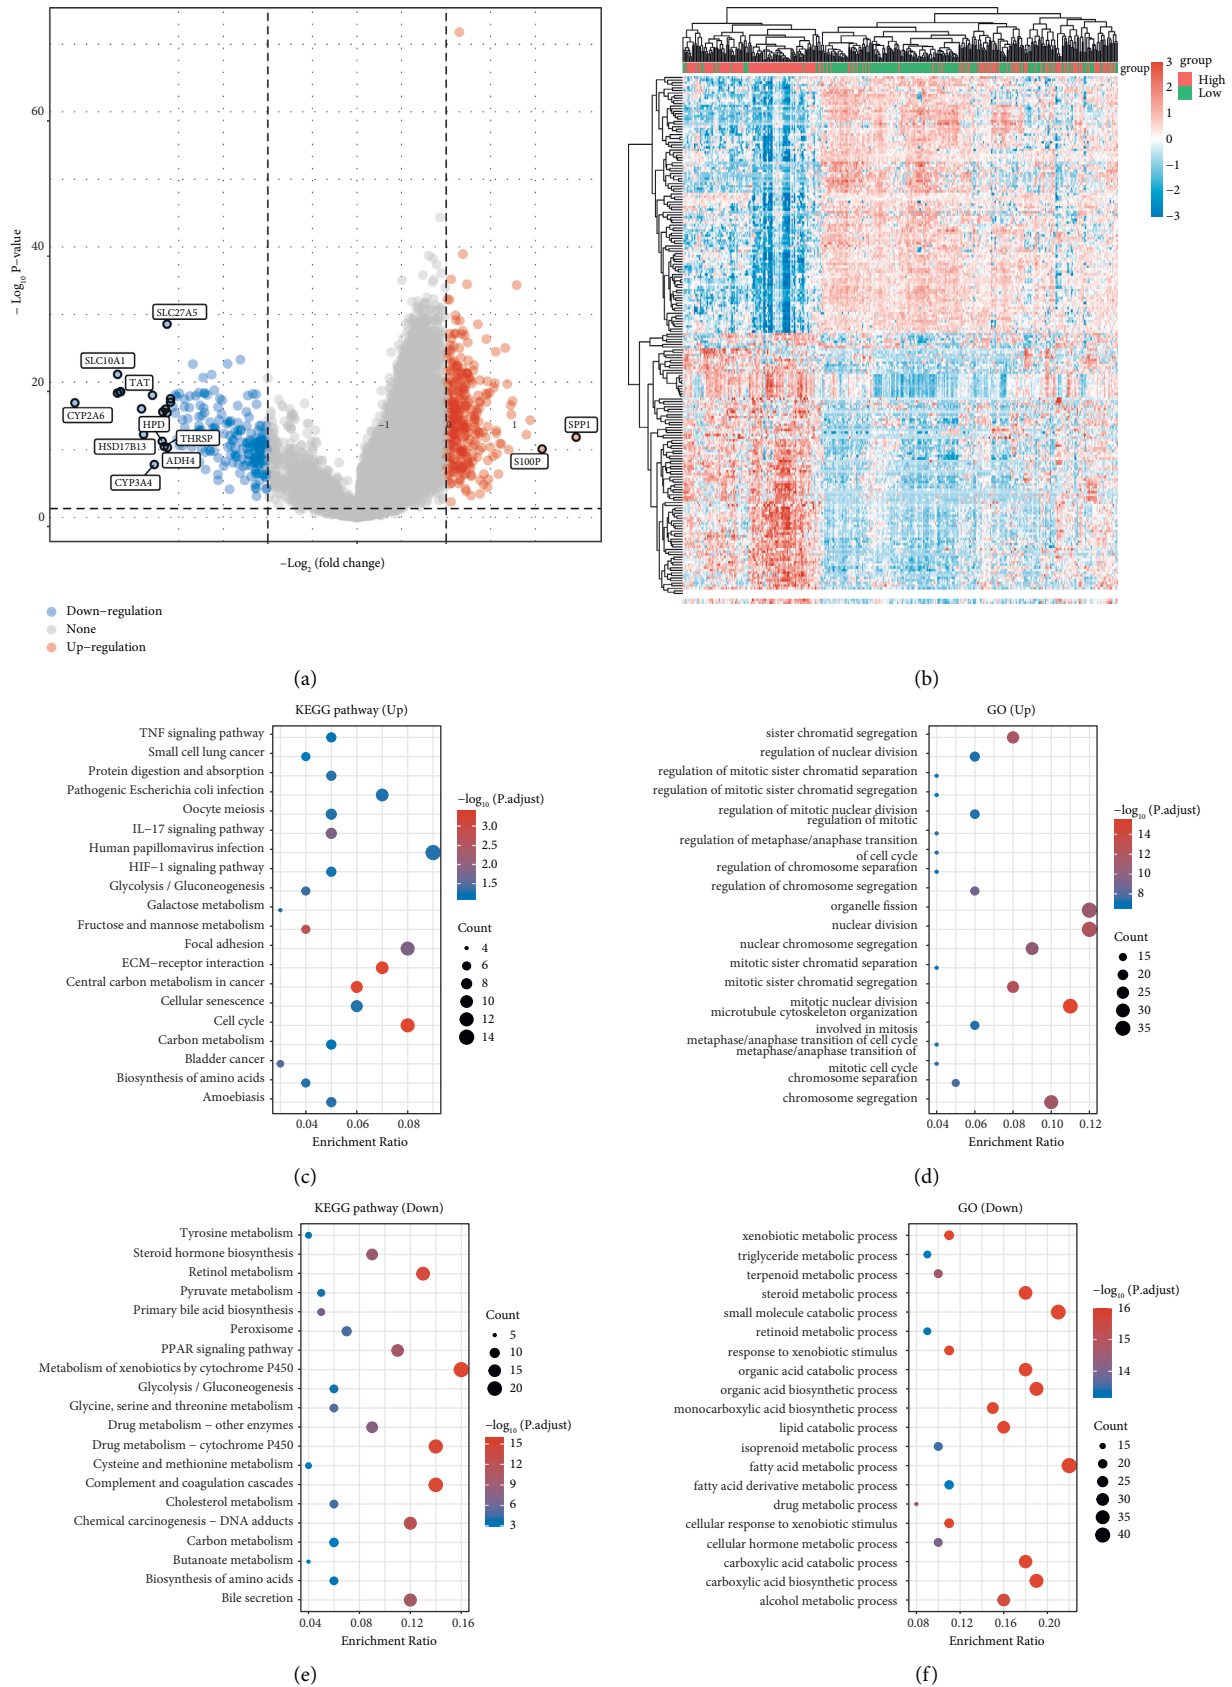 60
40
20
0
− Log10 P−value
SLC27A5
SLC10A1
TAT
CYP2A6
HPD
HSD17B13
THRSP
ADH4
CYP3A4
−1
0
1
SPP1
S100P
−Log2 (fold change)
Down−regulation
None
Up−regulation
(a)
group
3
2
1
0
−1
−2
−3
group
High
Low
(b)
KEGG pathway (Up)
TNF signaling pathway
Small cell lung cancer
Protein digestion and absorption
Pathogenic Escherichia coli infection
Oocyte meiosis
IL−17 signaling pathway
Human papillomavirus infection
HIF−1 signaling pathway
Glycolysis / Gluconeogenesis
Galactose metabolism
Fructose and mannose metabolism
Focal adhesion
ECM−receptor interaction
Central carbon metabolism in cancer
Cellular senescence
Cell cycle
Carbon metabolism
Bladder cancer
Biosynthesis of amino acids
Amoebiasis
0.04 0.06 0.08
Enrichment Ratio
−log10 (P.adjust)
3.0
2.5
2.0
1.5
Count
4
6
8
10
12
14
(c)
GO (Up)
sister chromatid segregation
regulation of nuclear division
regulation of mitotic sister chromatid separation
regulation of mitotic sister chromatid segregation
regulation of mitotic nuclear division
regulation of mitotic
regulation of metaphase/anaphase transition
of cell cycle
regulation of chromosome separation
regulation of chromosome segregation
organelle fission
nuclear division
nuclear chromosome segregation
mitotic sister chromatid separation
mitotic sister chromatid segregation
mitotic nuclear division
microtubule cytoskeleton organization
involved in mitosis
metaphase/anaphase transition of cell cycle
metaphase/anaphase transition of
mitotic cell cycle
chromosome separation
chromosome segregation
0.04 0.06 0.08 0.10 0.12
Enrichment Ratio
−log10 (P.adjust)
14
12
10
8
Count
15
20
25
30
35
(d)
KEGG pathway (Down)
Tyrosine metabolism
Steroid hormone biosynthesis
Retinol metabolism
Pyruvate metabolism
Primary bile acid biosynthesis
Peroxisome
PPAR signaling pathway
Metabolism of xenobiotics by cytochrome P450
Glycolysis / Gluconeogenesis
Glycine, serine and threonine metabolism
Drug metabolism − other enzymes
Drug metabolism − cytochrome P450
Cysteine and methionine metabolism
Complement and coagulation cascades
Cholesterol metabolism
Chemical carcinogenesis − DNA adducts
Carbon metabolism
Butanoate metabolism
Biosynthesis of amino acids
Bile secretion
0.04 0.08 0.12 0.16
Enrichment Ratio
Count
5
10
15
20
−log10 (P.adjust)
15
12
9
6
3
(e)
GO (Down)
xenobiotic metabolic process
triglyceride metabolic process
terpenoid metabolic process
steroid metabolic process
small molecule catabolic process
retinoid metabolic process
response to xenobiotic stimulus
organic acid catabolic process
organic acid biosynthetic process
monocarboxylic acid biosynthetic process
lipid catabolic process
isoprenoid metabolic process
fatty acid metabolic process
fatty acid derivative metabolic process
drug metabolic process
cellular response to xenobiotic stimulus
cellular hormone metabolic process
carboxylic acid catabolic process
carboxylic acid biosynthetic process
alcohol metabolic process
0.08 0.12 0.16 0.20
Enrichment Ratio
−log10 (P.adjust)
16
15
14
Count
15
20
25
30
35
40
(f)